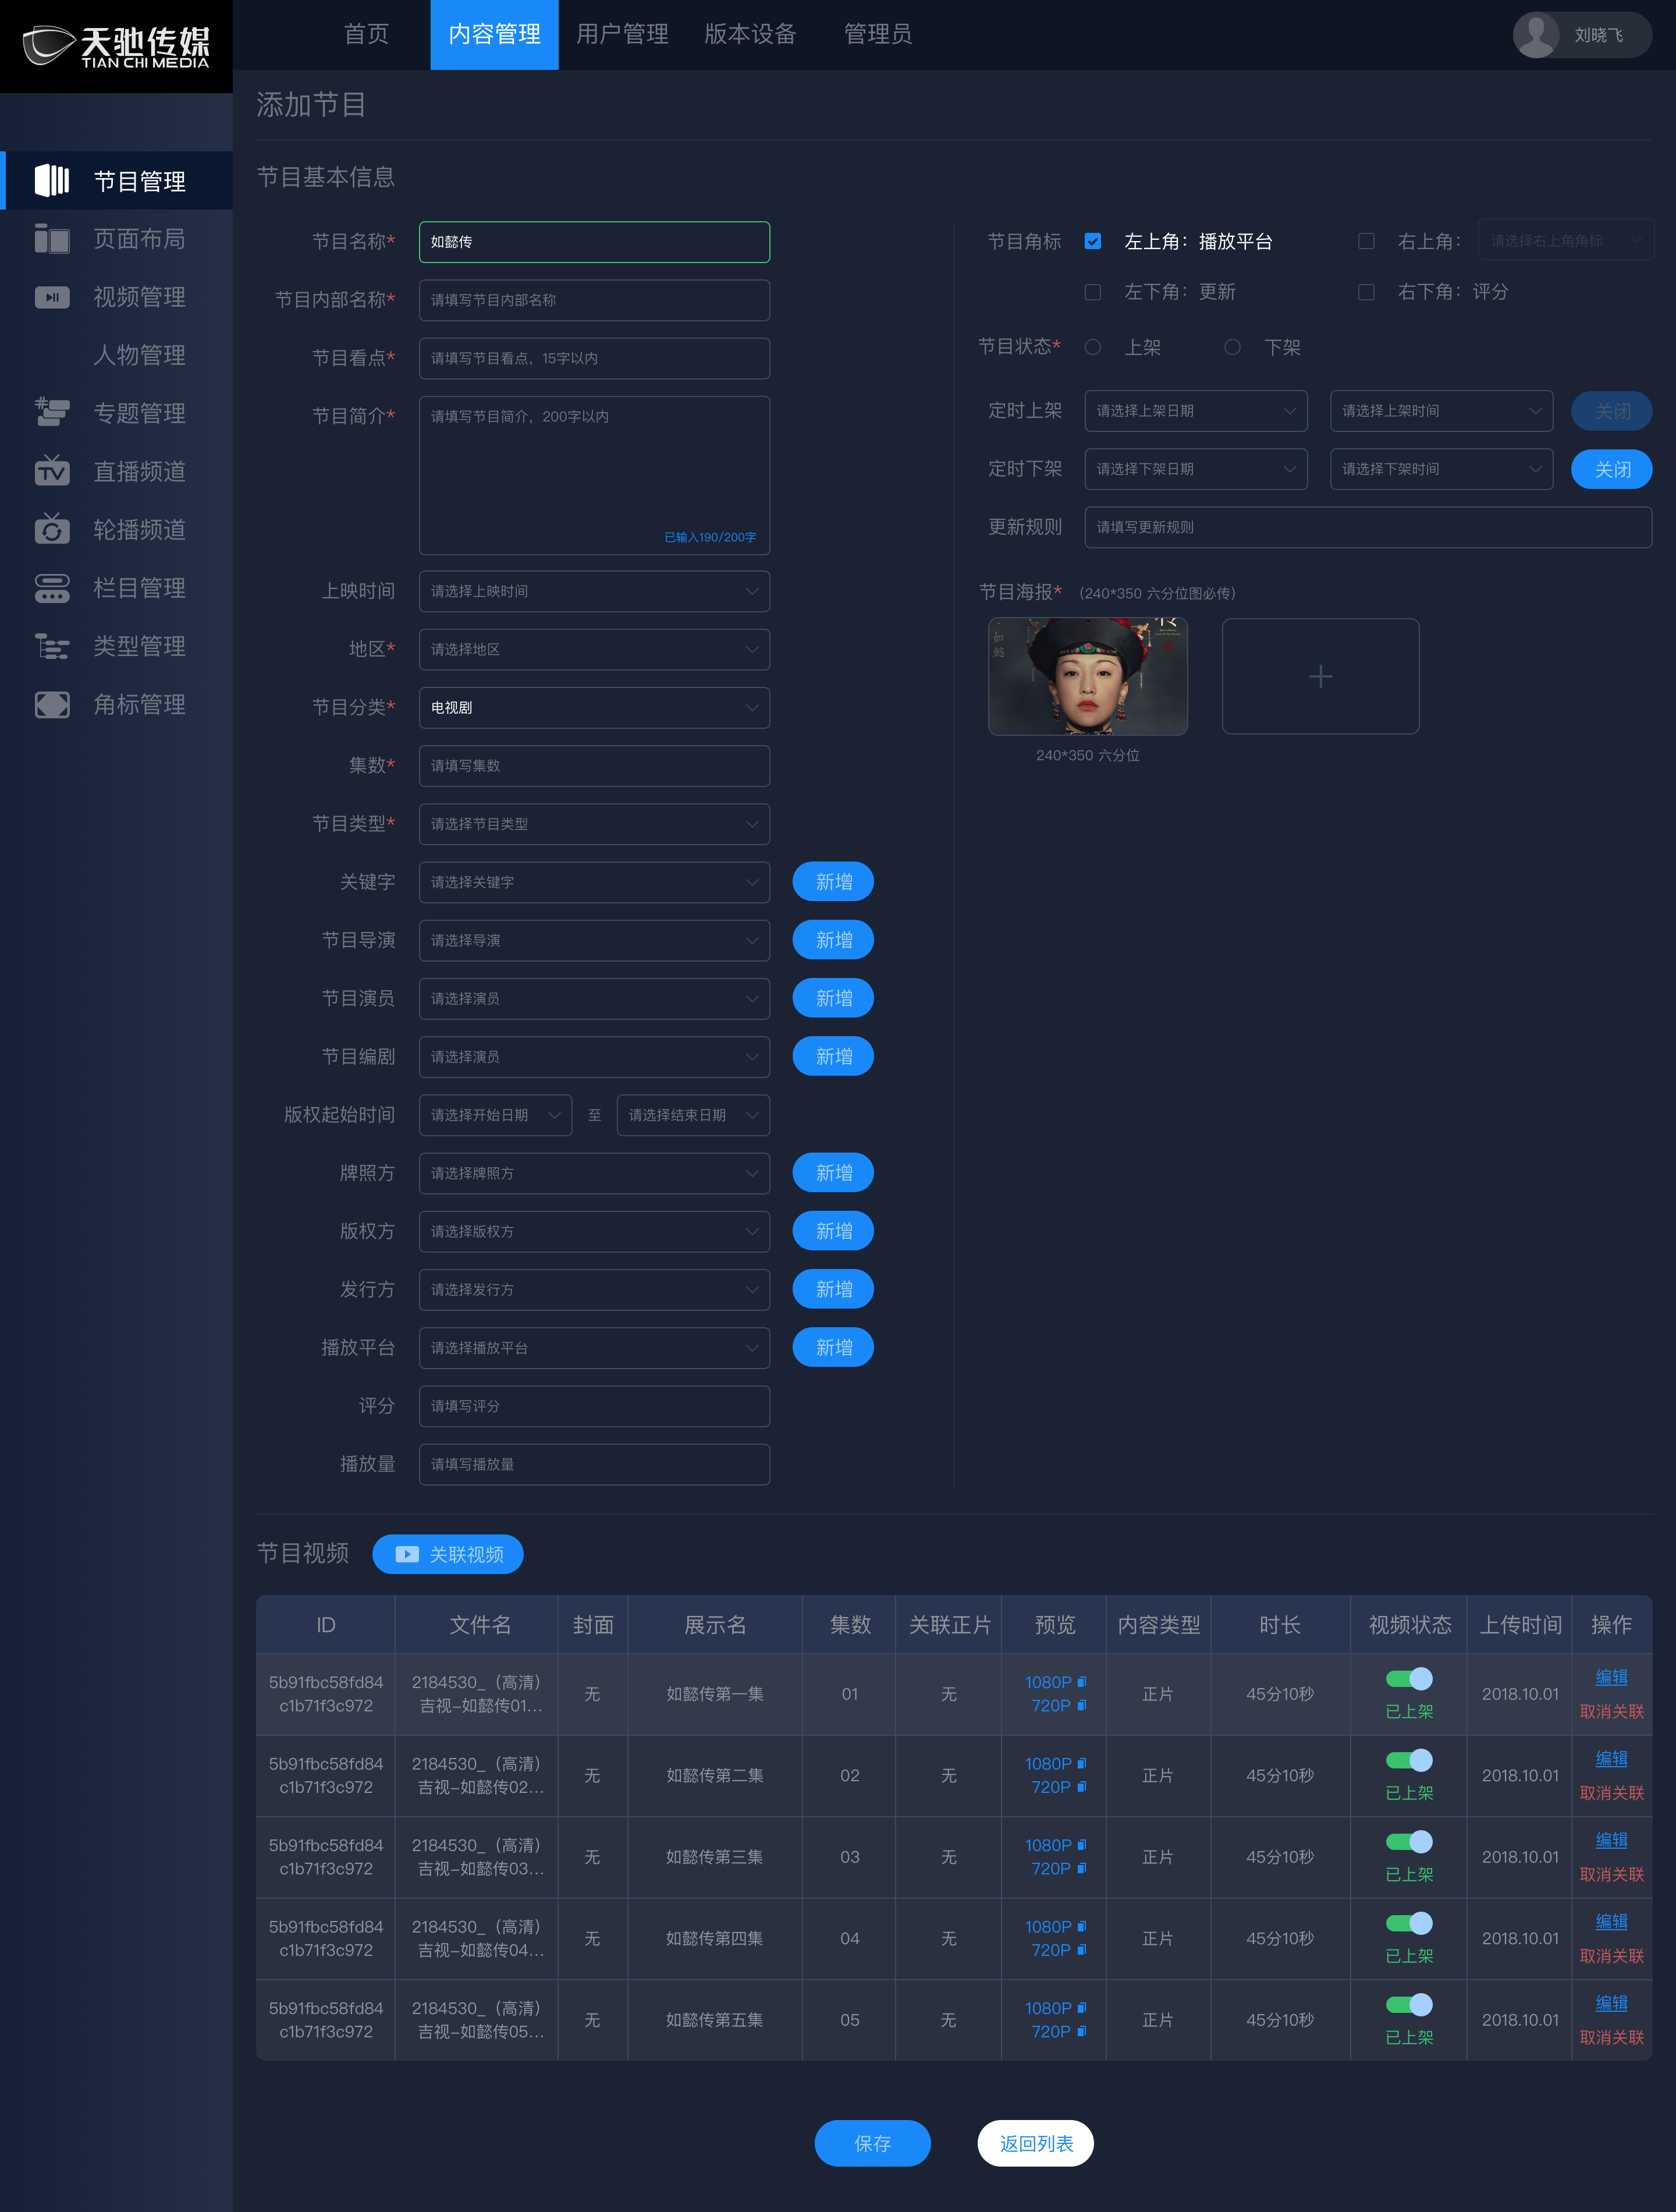 天驰传媒
TIAN CHI MEDIA
首页
内容管理
用户管理
版本设备
管理员
刘晓飞
节目管理
页面布局
视频管理
人物管理
专题管理
直播频道
轮播频道
栏目管理
类型管理
角标管理
添加节目
节目基本信息
节目名称* 如懿传
节目内部名称* 请填写节目内部名称
节目看点* 请填写节目看点，15字以内
节目简介* 请填写节目简介，200字以内
已输入190/200字
上映时间 请选择上映时间
地区* 请选择地区
节目分类* 电视剧
集数* 请填写集数
节目类型* 请选择节目类型
关键字 请选择关键字 新增
节目导演 请选择导演 新增
节目演员 请选择演员 新增
节目编剧 请选择演员 新增
版权起始时间 请选择开始日期 至 请选择结束日期
牌照方 请选择牌照方 新增
版权方 请选择版权方 新增
发行方 请选择发行方 新增
播放平台 请选择播放平台 新增
评分 请填写评分
播放量 请填写播放量
节目角标 左上角：播放平台 右上角： 请选择右上角角标
左下角：更新 右下角：评分
节目状态* 上架 下架
定时上架 请选择上架日期 请选择上架时间 关闭
定时下架 请选择下架日期 请选择下架时间 关闭
更新规则 请填写更新规则
节目海报* （240*350 六分位图必传）
如懿
240*350 六分位
节目视频 关联视频
ID 文件名 封面 展示名 集数 关联正片 预览 内容类型 时长 视频状态 上传时间 操作
5b91fbc58fd84c1b71f3c972 2184530_（高清）吉视-如懿传01... 无 如懿传第一集 01 无 1080P 720P 正片 45分10秒 已上架 2018.10.01 编辑 取消关联
5b91fbc58fd84c1b71f3c972 2184530_（高清）吉视-如懿传02... 无 如懿传第二集 02 无 1080P 720P 正片 45分10秒 已上架 2018.10.01 编辑 取消关联
5b91fbc58fd84c1b71f3c972 2184530_（高清）吉视-如懿传03... 无 如懿传第三集 03 无 1080P 720P 正片 45分10秒 已上架 2018.10.01 编辑 取消关联
5b91fbc58fd84c1b71f3c972 2184530_（高清）吉视-如懿传04... 无 如懿传第四集 04 无 1080P 720P 正片 45分10秒 已上架 2018.10.01 编辑 取消关联
5b91fbc58fd84c1b71f3c972 2184530_（高清）吉视-如懿传05... 无 如懿传第五集 05 无 1080P 720P 正片 45分10秒 已上架 2018.10.01 编辑 取消关联
保存
返回列表